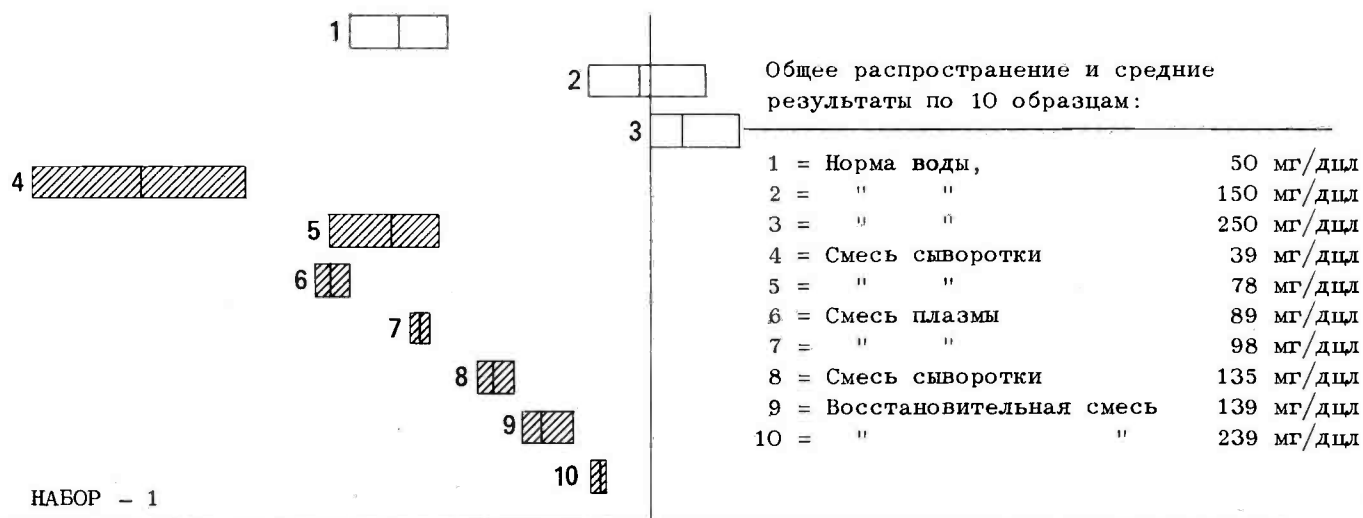 1
2
3
4
5
6
7
8
9
10
НАБОР – 1
Общее распространение и средние
результаты по 10 образцам:
1 = Норма воды, 50 мг/дцл
2 = " " 150 мг/дцл
3 = " " 250 мг/дцл
4 = Смесь сыворотки 39 мг/дцл
5 = " " 78 мг/дцл
6 = Смесь плазмы 89 мг/дцл
7 = " " 98 мг/дцл
8 = Смесь сыворотки 135 мг/дцл
9 = Восстановительная смесь 139 мг/дцл
10 = " " 239 мг/дцл